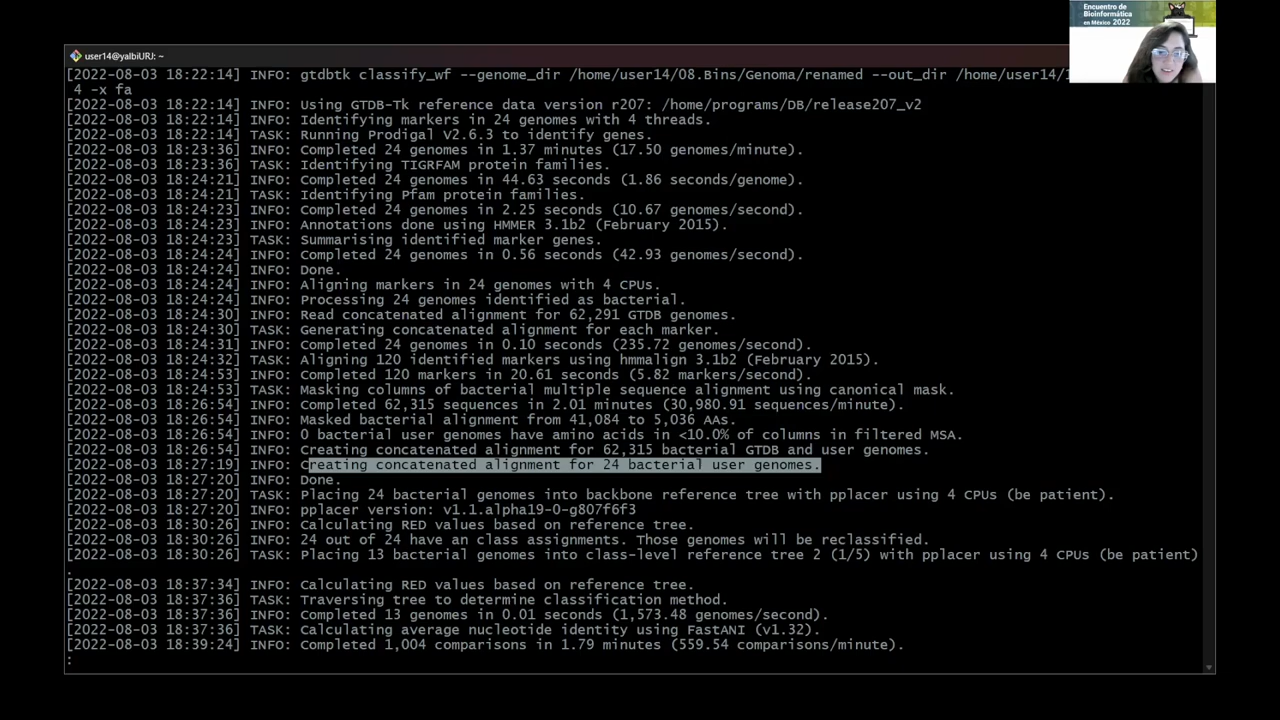 Encuentro de
Bioinformática
en México 2022
user14@yalbiURJ: ~
[2022-08-03 18:22:14] INFO: gtdbtk classify_wf --genome_dir /home/user14/08.Bins/Genoma/renamed --out_dir /home/user14/1
4 -x fa
[2022-08-03 18:22:14] INFO: Using GTDB-Tk reference data version r207: /home/programs/DB/release207_v2
[2022-08-03 18:22:14] INFO: Identifying markers in 24 genomes with 4 threads.
[2022-08-03 18:22:14] TASK: Running Prodigal V2.6.3 to identify genes.
[2022-08-03 18:23:36] INFO: Completed 24 genomes in 1.37 minutes (17.50 genomes/minute).
[2022-08-03 18:23:36] TASK: Identifying TIGRFAM protein families.
[2022-08-03 18:24:21] INFO: Completed 24 genomes in 44.63 seconds (1.86 seconds/genome).
[2022-08-03 18:24:21] TASK: Identifying Pfam protein families.
[2022-08-03 18:24:23] INFO: Completed 24 genomes in 2.25 seconds (10.67 genomes/second).
[2022-08-03 18:24:23] INFO: Annotations done using HMMER 3.1b2 (February 2015).
[2022-08-03 18:24:23] TASK: Summarising identified marker genes.
[2022-08-03 18:24:24] INFO: Completed 24 genomes in 0.56 seconds (42.93 genomes/second).
[2022-08-03 18:24:24] INFO: Done.
[2022-08-03 18:24:24] INFO: Aligning markers in 24 genomes with 4 CPUs.
[2022-08-03 18:24:24] INFO: Processing 24 genomes identified as bacterial.
[2022-08-03 18:24:30] INFO: Read concatenated alignment for 62,291 GTDB genomes.
[2022-08-03 18:24:30] TASK: Generating concatenated alignment for each marker.
[2022-08-03 18:24:31] INFO: Completed 24 genomes in 0.10 seconds (235.72 genomes/second).
[2022-08-03 18:24:32] TASK: Aligning 120 identified markers using hmmalign 3.1b2 (February 2015).
[2022-08-03 18:24:53] INFO: Completed 120 markers in 20.61 seconds (5.82 markers/second).
[2022-08-03 18:24:53] TASK: Masking columns of bacterial multiple sequence alignment using canonical mask.
[2022-08-03 18:26:54] INFO: Completed 62,315 sequences in 2.01 minutes (30,980.91 sequences/minute).
[2022-08-03 18:26:54] INFO: Masked bacterial alignment from 41,084 to 5,036 AAs.
[2022-08-03 18:26:54] INFO: 0 bacterial user genomes have amino acids in <10.0% of columns in filtered MSA.
[2022-08-03 18:26:54] INFO: Creating concatenated alignment for 62,315 bacterial GTDB and user genomes.
[2022-08-03 18:27:19] INFO: Creating concatenated alignment for 24 bacterial user genomes.
[2022-08-03 18:27:20] INFO: Done.
[2022-08-03 18:27:20] TASK: Placing 24 bacterial genomes into backbone reference tree with pplacer using 4 CPUs (be patient).
[2022-08-03 18:27:20] INFO: pplacer version: v1.1.alpha19-0-g807f6f3
[2022-08-03 18:30:26] INFO: Calculating RED values based on reference tree.
[2022-08-03 18:30:26] INFO: 24 out of 24 have an class assignments. Those genomes will be reclassified.
[2022-08-03 18:30:26] TASK: Placing 13 bacterial genomes into class-level reference tree 2 (1/5) with pplacer using 4 CPUs (be patient)
.
[2022-08-03 18:37:34] INFO: Calculating RED values based on reference tree.
[2022-08-03 18:37:36] TASK: Traversing tree to determine classification method.
[2022-08-03 18:37:36] INFO: Completed 13 genomes in 0.01 seconds (1,573.48 genomes/second).
[2022-08-03 18:37:36] TASK: Calculating average nucleotide identity using FastANI (v1.32).
[2022-08-03 18:39:24] INFO: Completed 1,004 comparisons in 1.79 minutes (559.54 comparisons/minute).
: